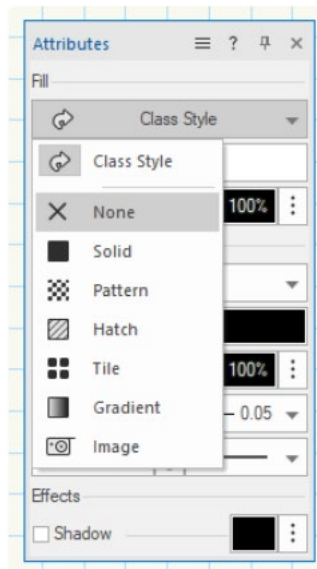 Attributes ?
Fill
Class Style
Class Style
None
100%
Solid
Pattern
Hatch
Tile
100%
Gradient
0.05
Image
Effects
Shadow